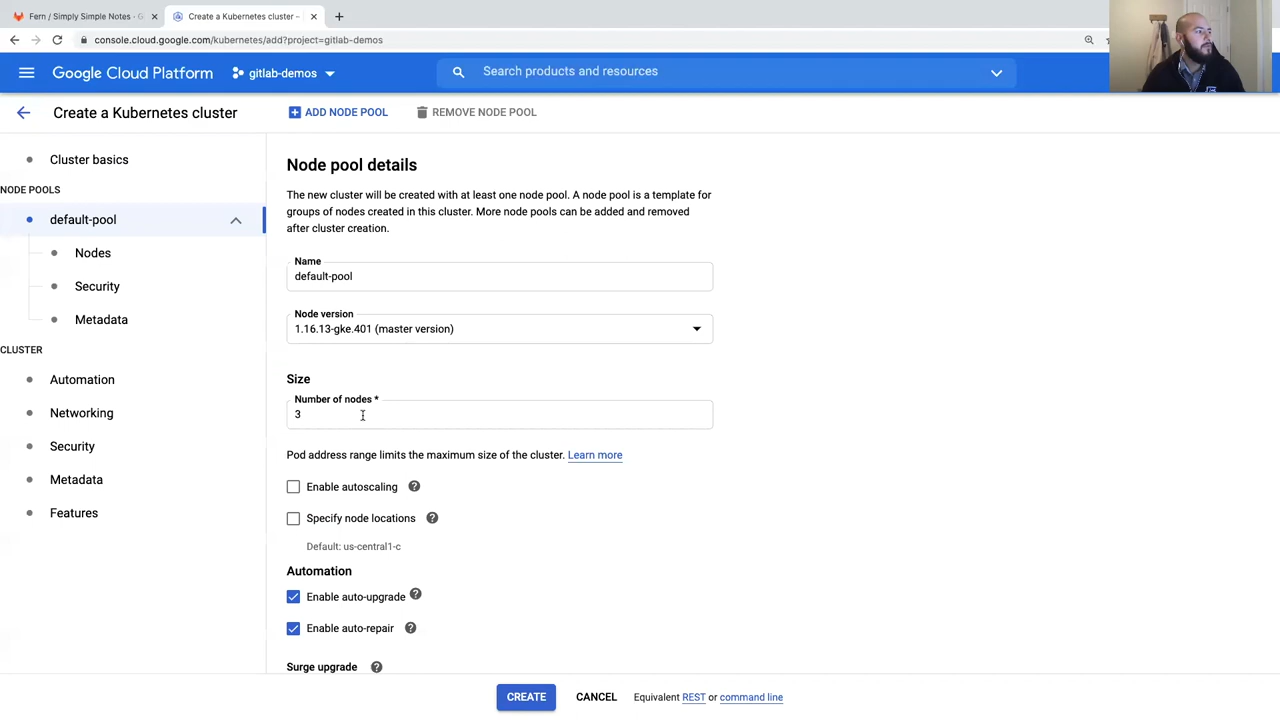 Fern / Simply Simple Notes · G
Create a Kubernetes cluster –
console.cloud.google.com/kubernetes/add?project=gitlab-demos
Google Cloud Platform
gitlab-demos
Search products and resources
Create a Kubernetes cluster
ADD NODE POOL
REMOVE NODE POOL
Cluster basics
NODE POOLS
default-pool
Nodes
Security
Metadata
CLUSTER
Automation
Networking
Security
Metadata
Features
Node pool details
The new cluster will be created with at least one node pool. A node pool is a template for
groups of nodes created in this cluster. More node pools can be added and removed
after cluster creation.
Name
default-pool
Node version
1.16.13-gke.401 (master version)
Size
Number of nodes *
3
Pod address range limits the maximum size of the cluster. Learn more
Enable autoscaling
Specify node locations
Default: us-central1-c
Automation
Enable auto-upgrade
Enable auto-repair
Surge upgrade
CREATE
CANCEL
Equivalent REST or command line